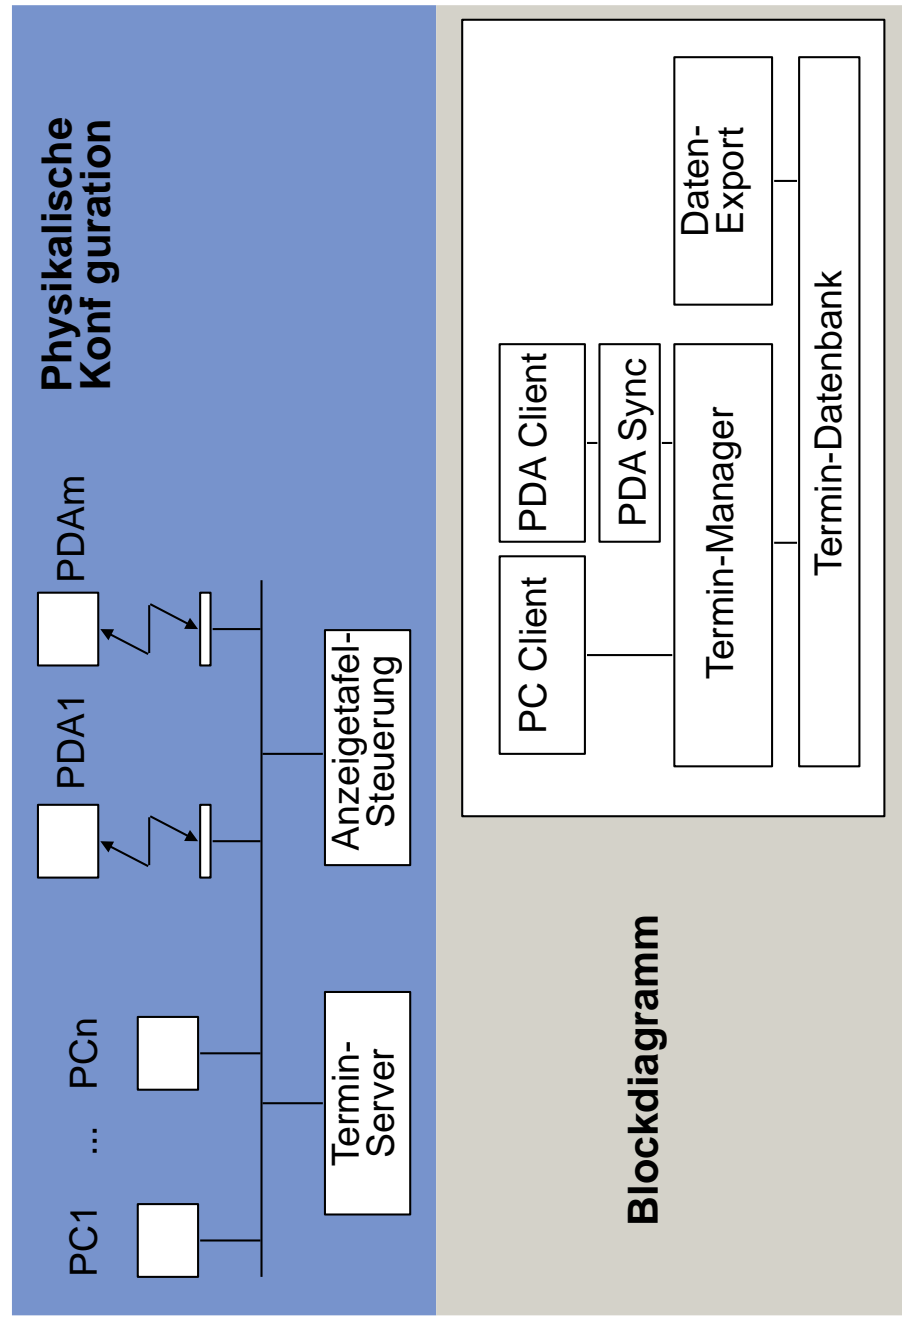 Physikalische
Konf guration
PC1
...
PCn
PDA1
PDAm
Termin-
Server
Anzeigetafel-
Steuerung
Blockdiagramm
PC Client
PDA Client
PDA Sync
Termin-Manager
Daten-
Export
Termin-Datenbank